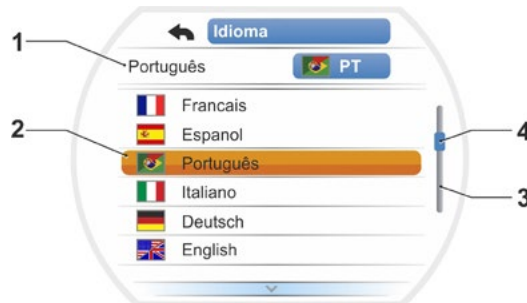 Idioma
1
Português PT
Francais
2 Espanol 4
Português
Italiano 3
Deutsch
English